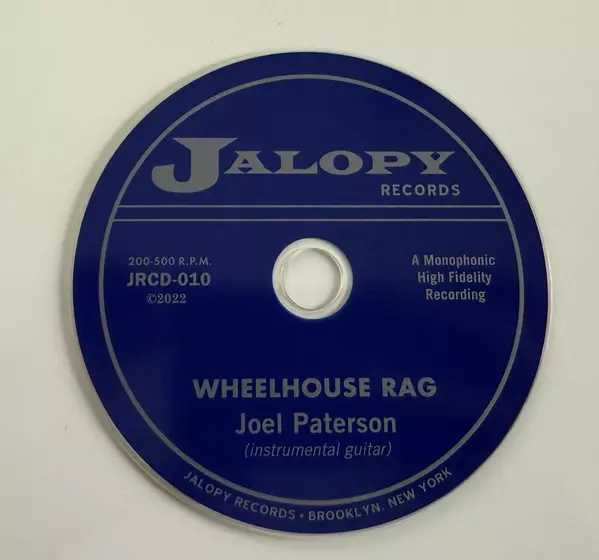 JALOPY
RECORDS
200-500 R.P.M.
JRCD-010
©2022
A Monophonic
High Fidelity
Recording
WHEELHOUSE RAG
Joel Paterson
(instrumental guitar)
JALOPY RECORDS • BROOKLYN, NEW YORK